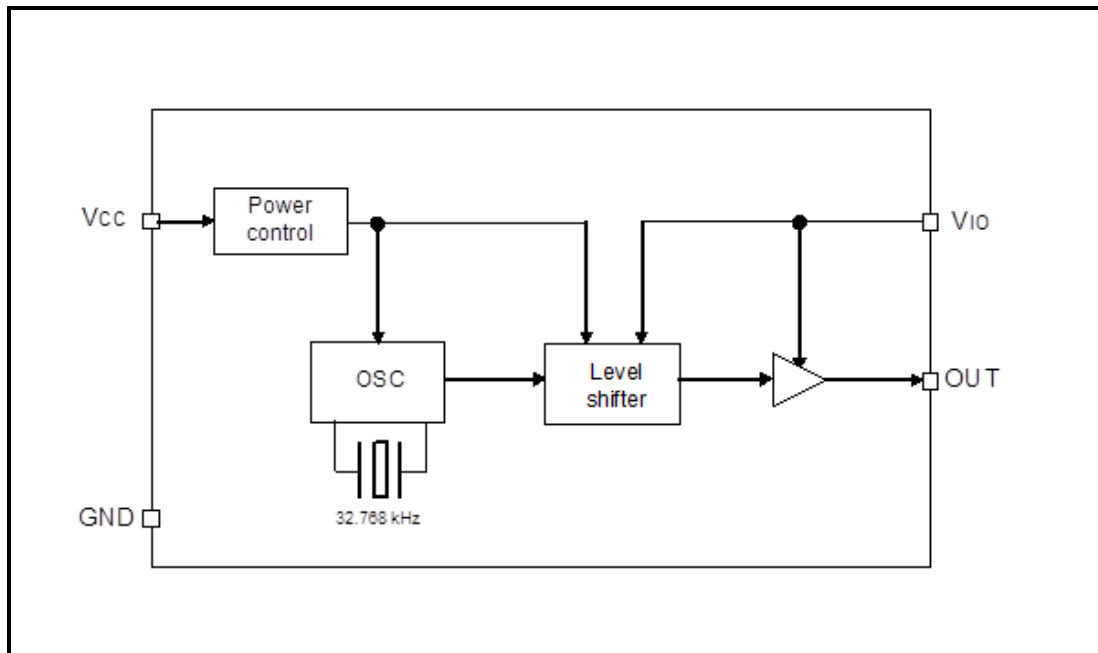 Power
control
VCC
VIO
OSC
Level
shifter
OUT
GND
32.768 kHz